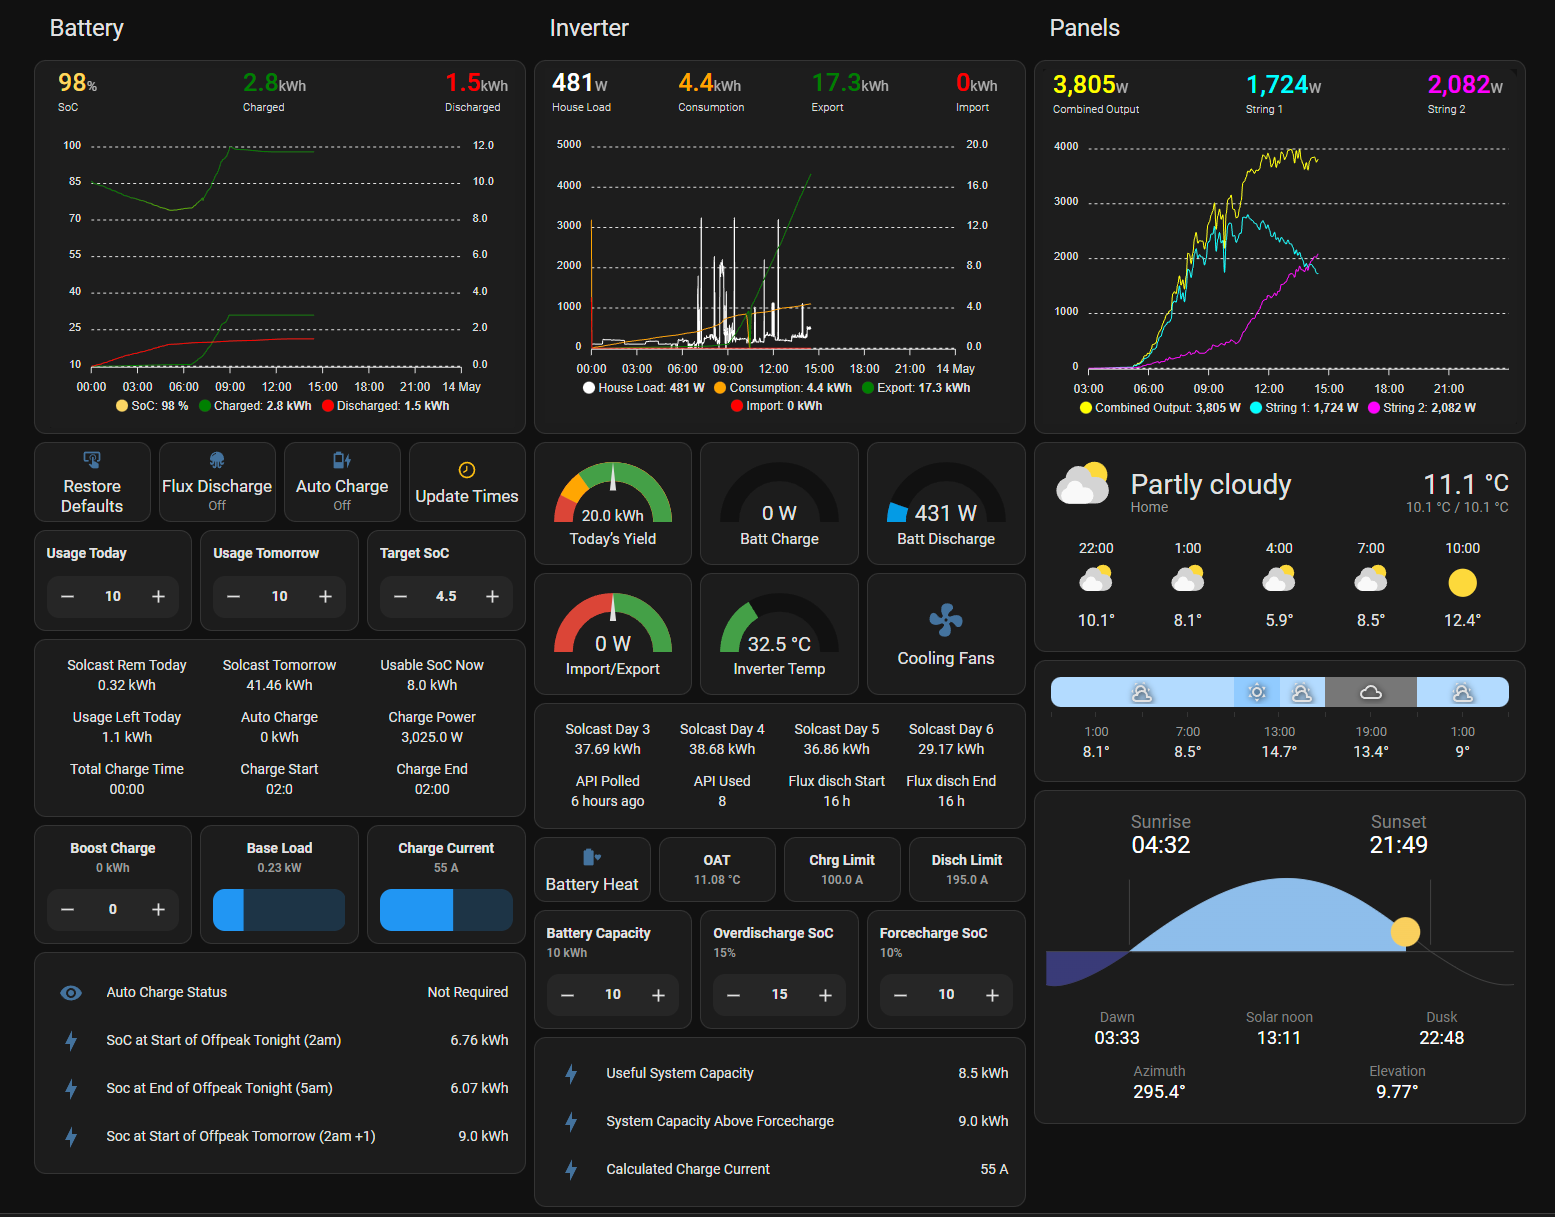 Battery
98%
SoC
2.8kWh
Charged
1.5kWh
Discharged
100
85
70
55
40
25
10
12.0
10.0
8.0
6.0
4.0
2.0
0.0
00:00 03:00 06:00 09:00 12:00 15:00 18:00 21:00 14 May
SoC: 98 % Charged: 2.8 kWh Discharged: 1.5 kWh
Restore Defaults
Flux Discharge
Off
Auto Charge
Off
Update Times
Usage Today
− 10 +
Usage Tomorrow
− 10 +
Target SoC
− 4.5 +
Solcast Rem Today
0.32 kWh
Solcast Tomorrow
41.46 kWh
Usable SoC Now
8.0 kWh
Usage Left Today
1.1 kWh
Auto Charge
0 kWh
Charge Power
3,025.0 W
Total Charge Time
00:00
Charge Start
02:0
Charge End
02:00
Boost Charge
0 kWh
− 0 +
Base Load
0.23 kW
Charge Current
55 A
Auto Charge Status Not Required
SoC at Start of Offpeak Tonight (2am) 6.76 kWh
Soc at End of Offpeak Tonight (5am) 6.07 kWh
Soc at Start of Offpeak Tomorrow (2am +1) 9.0 kWh
Inverter
481W
House Load
4.4kWh
Consumption
17.3kWh
Export
0kWh
Import
5000
4000
3000
2000
1000
0
20.0
16.0
12.0
8.0
4.0
0.0
00:00 03:00 06:00 09:00 12:00 15:00 18:00 21:00 14 May
House Load: 481 W Consumption: 4.4 kWh Export: 17.3 kWh
Import: 0 kWh
20.0 kWh
Today's Yield
0 W
Batt Charge
431 W
Batt Discharge
0 W
Import/Export
32.5 °C
Inverter Temp
Cooling Fans
Solcast Day 3
37.69 kWh
Solcast Day 4
38.68 kWh
Solcast Day 5
36.86 kWh
Solcast Day 6
29.17 kWh
API Polled
6 hours ago
API Used
8
Flux disch Start
16 h
Flux disch End
16 h
Battery Heat
OAT
11.08 °C
Chrg Limit
100.0 A
Disch Limit
195.0 A
Battery Capacity
10 kWh
− 10 +
Overdischarge SoC
15%
− 15 +
Forcecharge SoC
10%
− 10 +
Useful System Capacity 8.5 kWh
System Capacity Above Forcecharge 9.0 kWh
Calculated Charge Current 55 A
Panels
3,805W
Combined Output
1,724W
String 1
2,082W
String 2
4000
3000
2000
1000
0
03:00 06:00 09:00 12:00 15:00 18:00 21:00
Combined Output: 3,805 W String 1: 1,724 W String 2: 2,082 W
Partly cloudy
Home
11.1 °C
10.1 °C / 10.1 °C
22:00 1:00 4:00 7:00 10:00
10.1° 8.1° 5.9° 8.5° 12.4°
1:00 7:00 13:00 19:00 1:00
8.1° 8.5° 14.7° 13.4° 9°
Sunrise
04:32
Sunset
21:49
Dawn
03:33
Solar noon
13:11
Dusk
22:48
Azimuth
295.4°
Elevation
9.77°